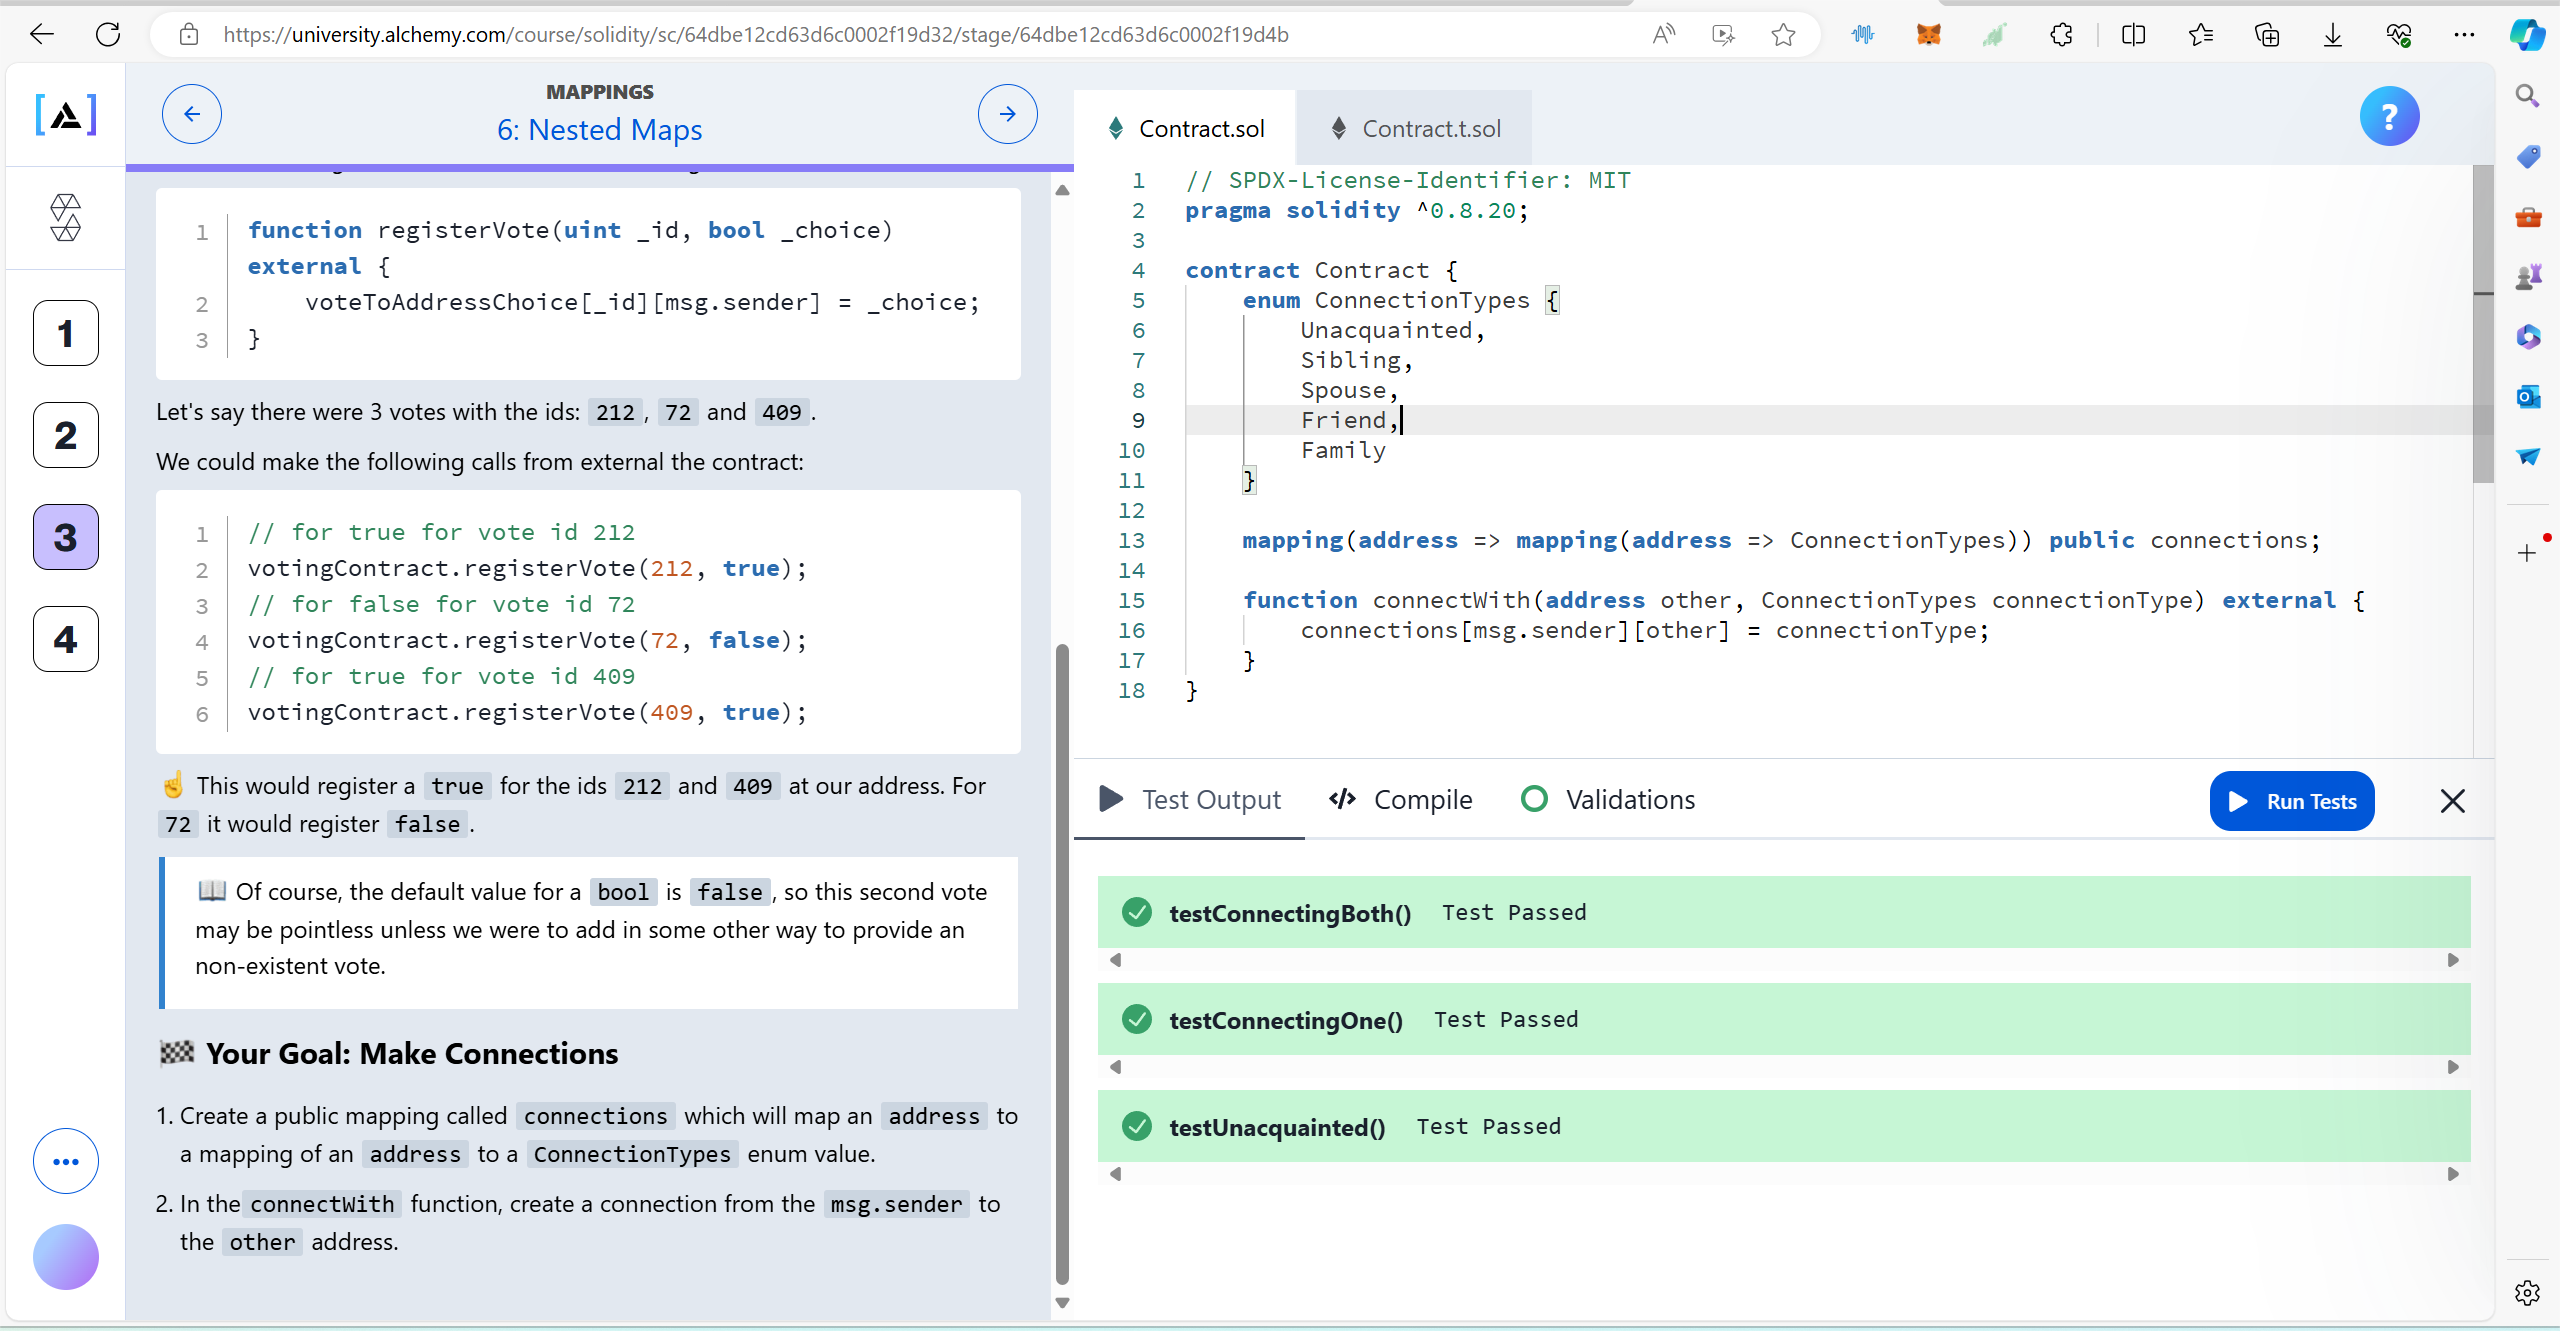 https://university.alchemy.com/course/solidity/sc/64dbe12cd63d6c0002f19d32/stage/64dbe12cd63d6c0002f19d4b
MAPPINGS
6: Nested Maps
1
2
3
4
1 function registerVote(uint _id, bool _choice)
external {
2 voteToAddressChoice[_id][msg.sender] = _choice;
3 }
Let's say there were 3 votes with the ids: 212, 72 and 409.
We could make the following calls from external the contract:
1 // for true for vote id 212
2 votingContract.registerVote(212, true);
3 // for false for vote id 72
4 votingContract.registerVote(72, false);
5 // for true for vote id 409
6 votingContract.registerVote(409, true);
☝️ This would register a true for the ids 212 and 409 at our address. For
72 it would register false.
📖 Of course, the default value for a bool is false, so this second vote
may be pointless unless we were to add in some other way to provide an
non-existent vote.
🏁 Your Goal: Make Connections
1. Create a public mapping called connections which will map an address to
a mapping of an address to a ConnectionTypes enum value.
2. In the connectWith function, create a connection from the msg.sender to
the other address.
Contract.sol
Contract.t.sol
?
1 // SPDX-License-Identifier: MIT
2 pragma solidity ^0.8.20;
3
4 contract Contract {
5 enum ConnectionTypes {
6 Unacquainted,
7 Sibling,
8 Spouse,
9 Friend,
10 Family
11 }
12
13 mapping(address => mapping(address => ConnectionTypes)) public connections;
14
15 function connectWith(address other, ConnectionTypes connectionType) external {
16 connections[msg.sender][other] = connectionType;
17 }
18 }
Test Output
Compile
Validations
Run Tests
testConnectingBoth() Test Passed
testConnectingOne() Test Passed
testUnacquainted() Test Passed